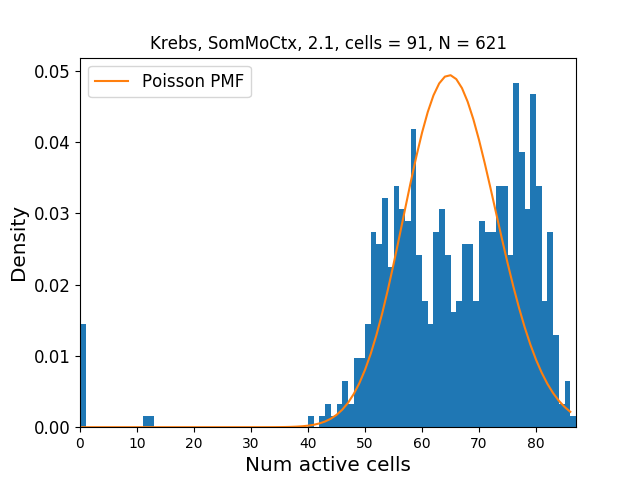 Krebs, SomMoCtx, 2.1, cells = 91, N = 621
Poisson PMF
0.05
0.04
0.03
0.02
0.01
0.00
Density
0 10 20 30 40 50 60 70 80
Num active cells